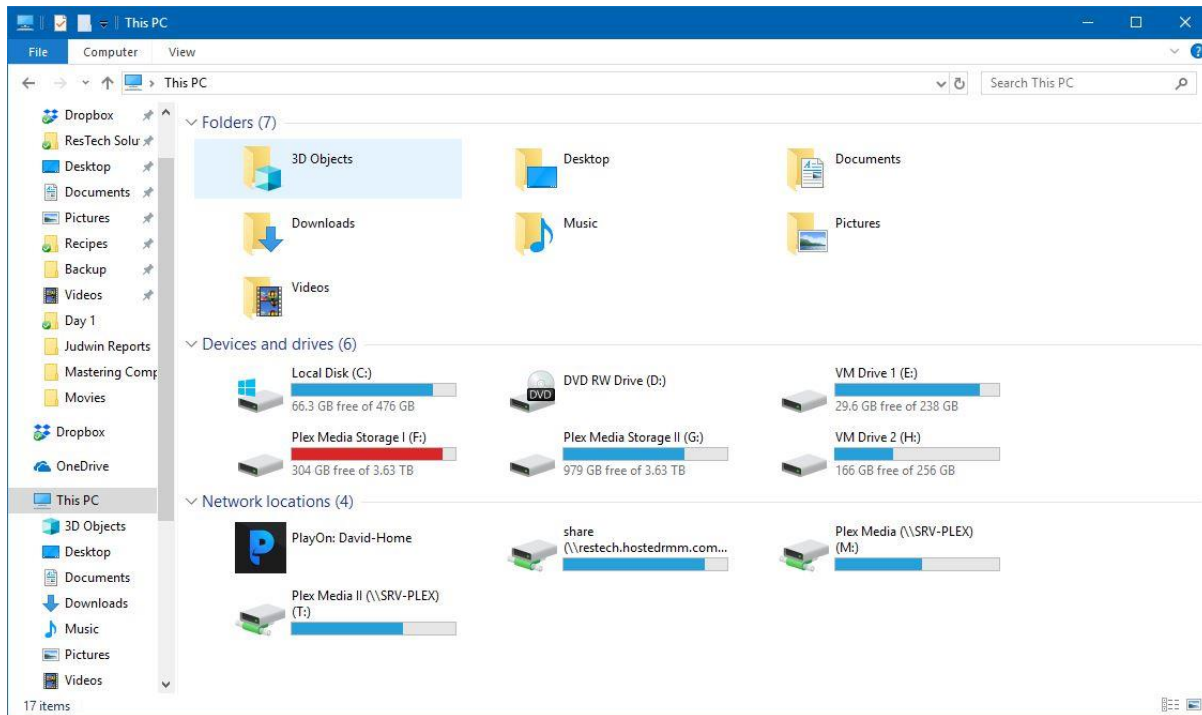 This PC
File Computer View
This PC
Search This PC
Dropbox
ResTech Solu
Desktop
Documents
Pictures
Recipes
Backup
Videos
Day 1
Judwin Reports
Mastering Comp
Movies
Dropbox
OneDrive
This PC
3D Objects
Desktop
Documents
Downloads
Music
Pictures
Videos
Folders (7)
3D Objects
Desktop
Documents
Downloads
Music
Pictures
Videos
Devices and drives (6)
Local Disk (C:)
66.3 GB free of 476 GB
DVD RW Drive (D:)
DVD
VM Drive 1 (E:)
29.6 GB free of 238 GB
Plex Media Storage I (F:)
304 GB free of 3.63 TB
Plex Media Storage II (G:)
979 GB free of 3.63 TB
VM Drive 2 (H:)
166 GB free of 256 GB
Network locations (4)
PlayOn: David-Home
share
(\\restech.hostedrmm.com...
Plex Media (\\SRV-PLEX)
(M:)
Plex Media II (\\SRV-PLEX)
(T:)
17 items